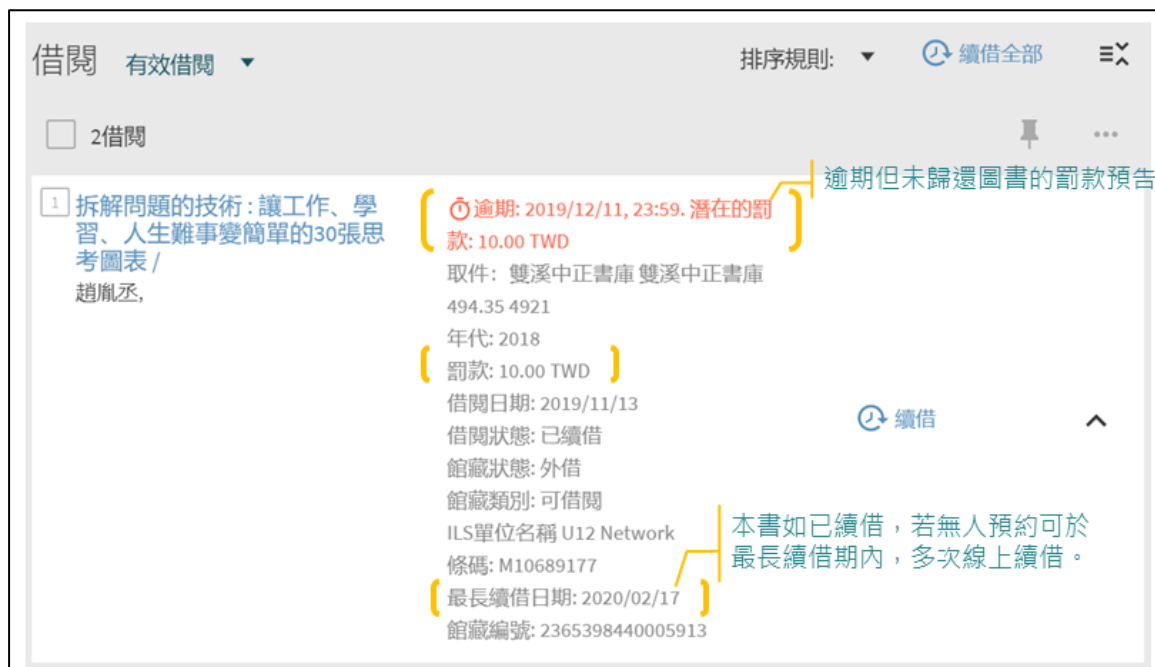 借閱 有效借閱 排序規則: 續借全部
2借閱
逾期但未歸還圖書的罰款預告
1 拆解問題的技術 : 讓工作、學
習、人生難事變簡單的30張思
考圖表 /
趙胤丞,
逾期: 2019/12/11, 23:59. 潛在的罰
款: 10.00 TWD
取件: 雙溪中正書庫 雙溪中正書庫
494.35 4921
年代: 2018
罰款: 10.00 TWD
借閱日期: 2019/11/13
借閱狀態: 已續借
續借
館藏狀態: 外借
館藏類別: 可借閱
ILS單位名稱 U12 Network
條碼: M10689177
最長續借日期: 2020/02/17
館藏編號: 2365398440005913
本書如已續借，若無人預約可於
最長續借期內，多次線上續借。